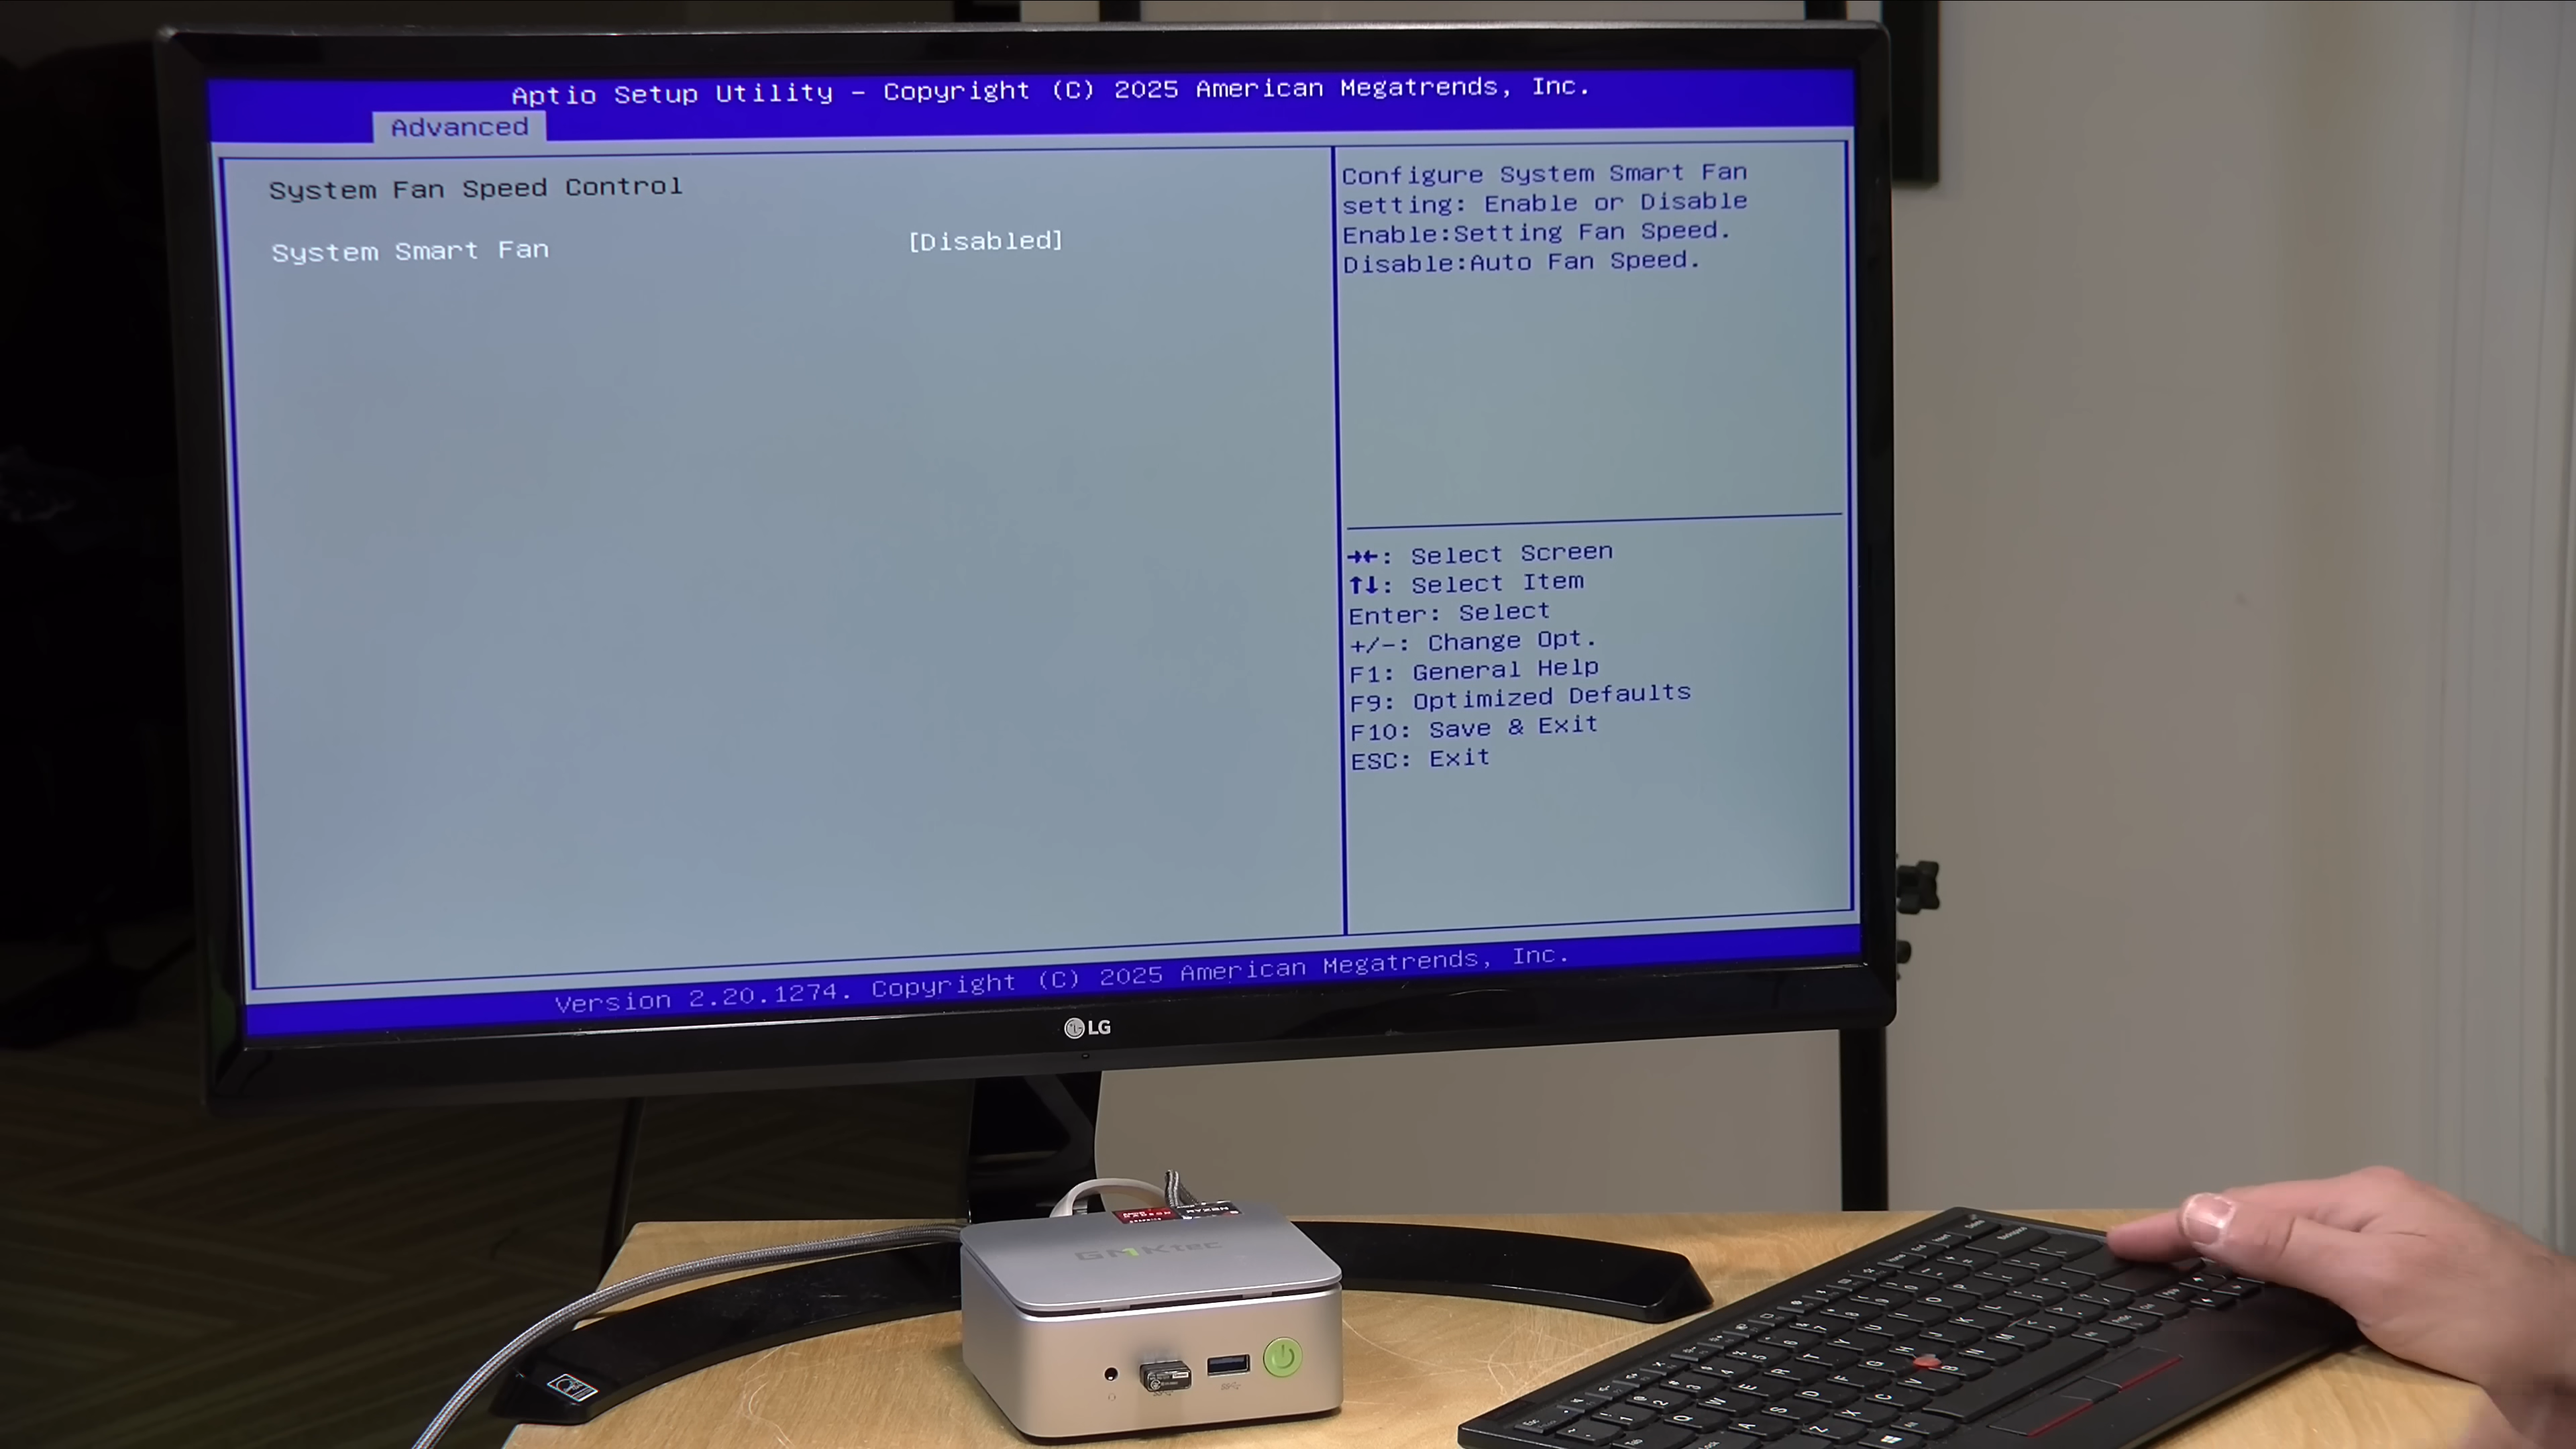 Aptio Setup Utility - Copyright (C) 2025 American Megatrends, Inc.
Advanced
System Fan Speed Control
System Smart Fan [Disabled]
Configure System Smart Fan
setting: Enable or Disable
Enable:Setting Fan Speed.
Disable:Auto Fan Speed.
→←: Select Screen
↑↓: Select Item
Enter: Select
+/-: Change Opt.
F1: General Help
F9: Optimized Defaults
F10: Save & Exit
ESC: Exit
Version 2.20.1274. Copyright (C) 2025 American Megatrends, Inc.
LG
RYZEN
GMKtec